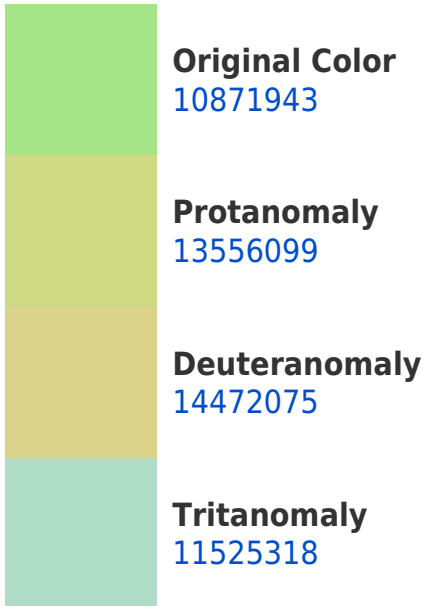 Original Color
10871943
Protanomaly
13556099
Deuteranomaly
14472075
Tritanomaly
11525318